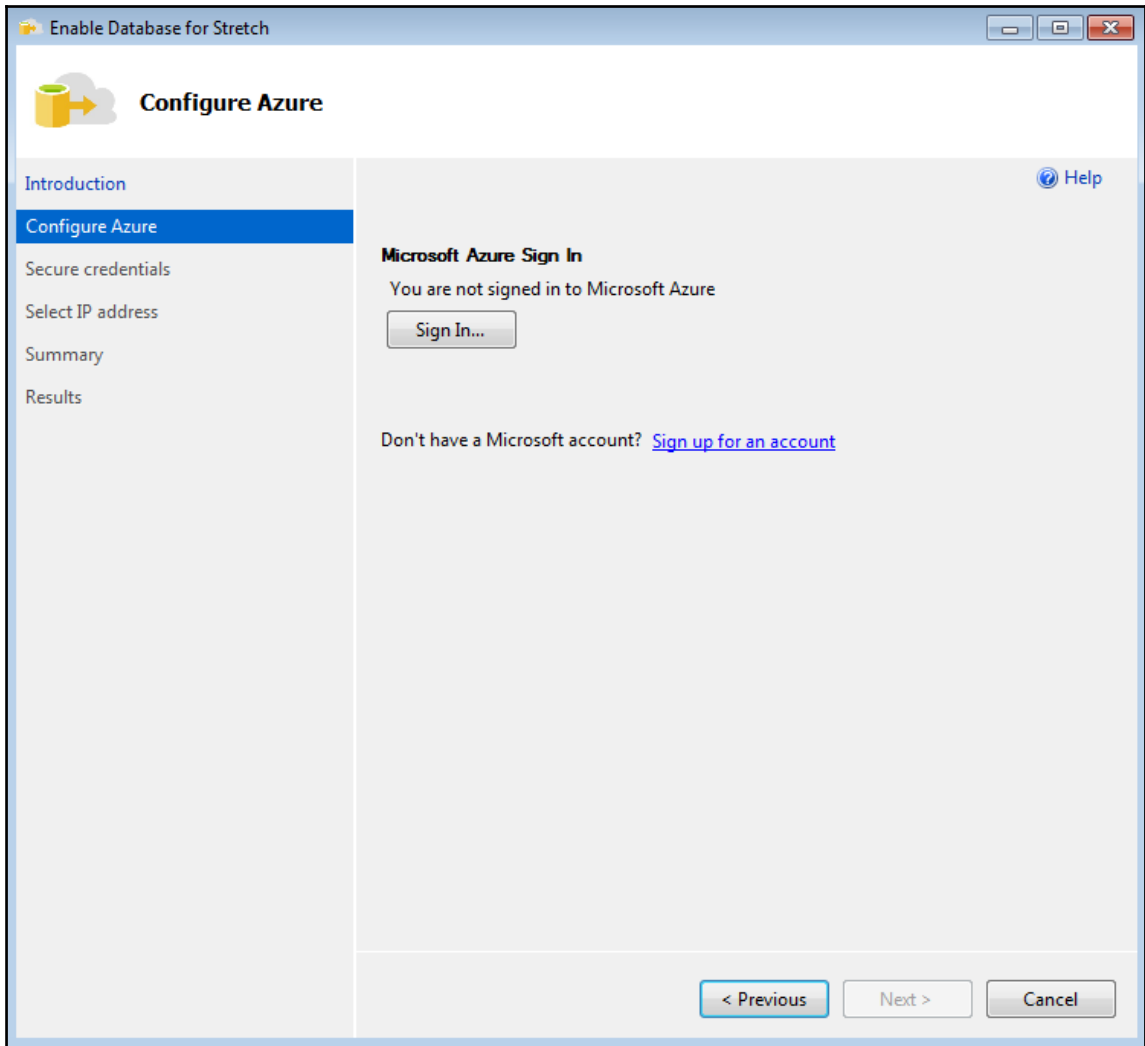 Enable Database for Stretch
Configure Azure
Introduction
Configure Azure
Secure credentials
Select IP address
Summary
Results
Help
Microsoft Azure Sign In
You are not signed in to Microsoft Azure
Sign In...
Don't have a Microsoft account? Sign up for an account
< Previous
Next >
Cancel